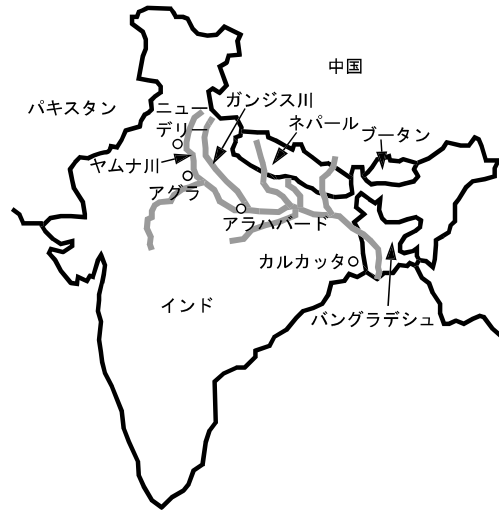 中国
パキスタン
ニュー
デリー
ガンジス川
ネパール
ブータン
ヤムナ川
アグラ
アラハバード
カルカッタ
インド
バングラデシュ